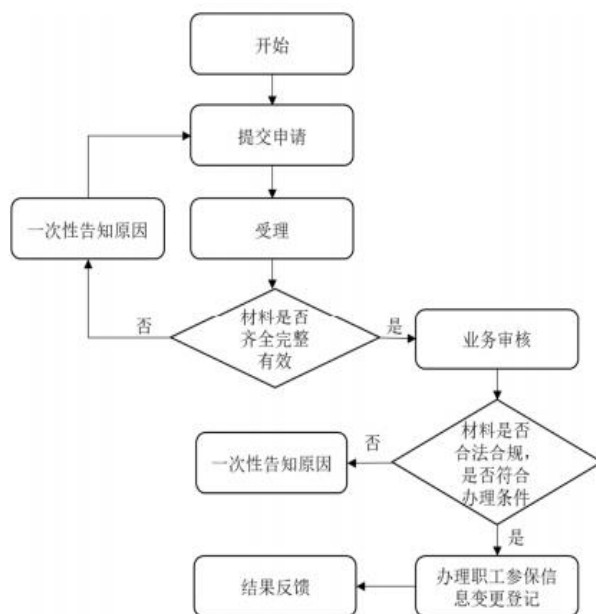 开始
提交申请
一次性告知原因
受理
材料是否
齐全完整
有效
否
是
业务审核
材料是否
合法合规，
是否符合
办理条件
否
一次性告知原因
是
办理职工参保信
息变更登记
结果反馈